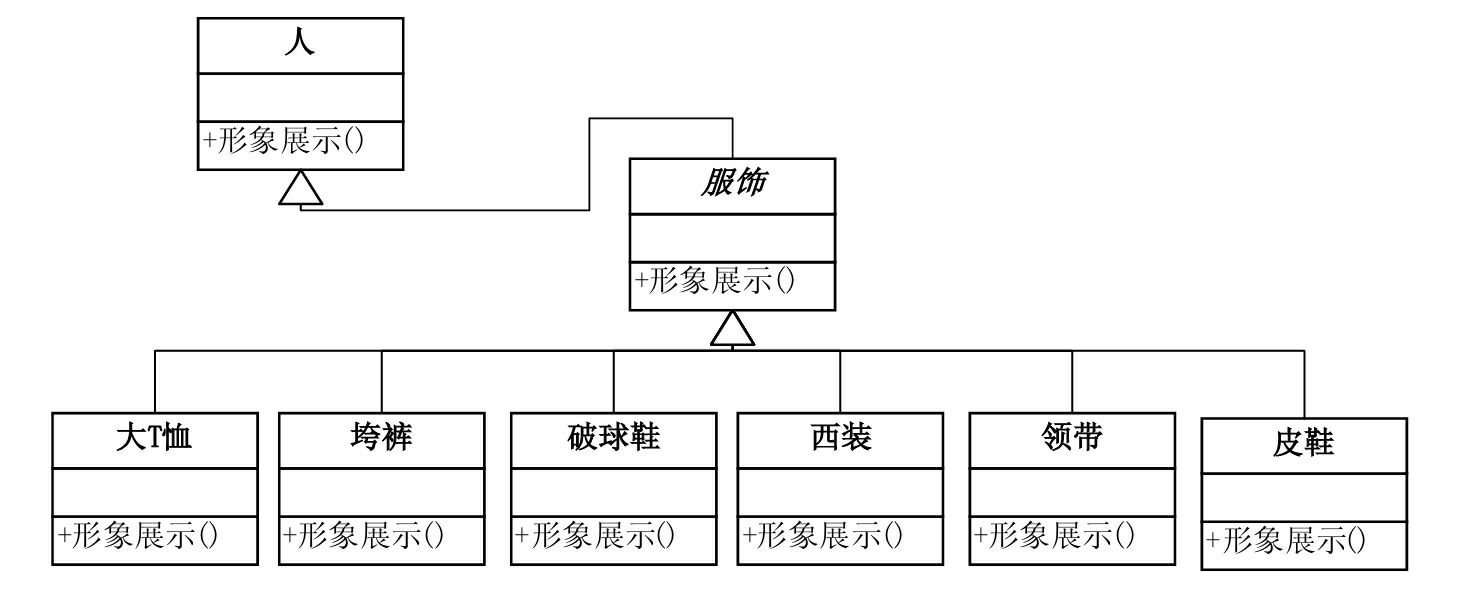 人
+形象展示()
服饰
+形象展示()
大T恤
垮裤
破球鞋
西装
领带
皮鞋
+形象展示()
+形象展示()
+形象展示()
+形象展示()
+形象展示()
+形象展示()